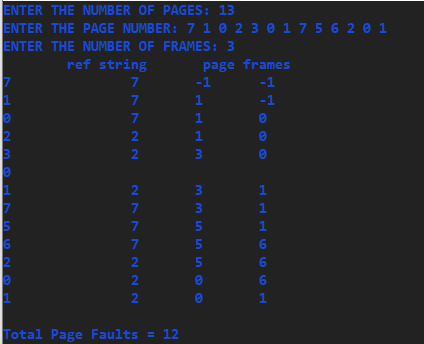 ENTER THE NUMBER OF PAGES: 13
ENTER THE PAGE NUMBER: 7 1 0 2 3 0 1 7 5 6 2 0 1
ENTER THE NUMBER OF FRAMES: 3
ref string page frames
7 7 -1 -1
1 7 1 -1
0 7 1 0
2 2 1 0
3 2 3 0
0
1 2 3 1
7 7 3 1
5 7 5 1
6 7 5 6
2 2 5 6
0 2 0 6
1 2 0 1
Total Page Faults = 12